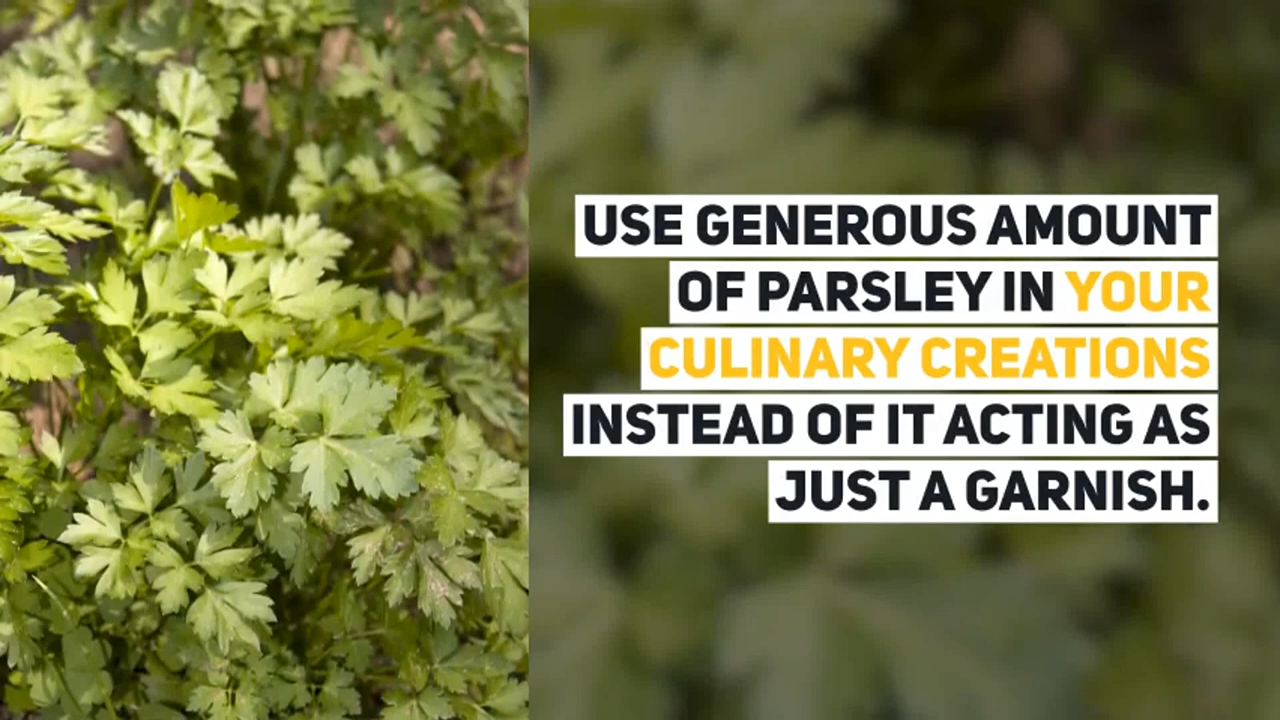 USE GENEROUS AMOUNT
OF PARSLEY IN YOUR
CULINARY CREATIONS
INSTEAD OF IT ACTING AS
JUST A GARNISH.